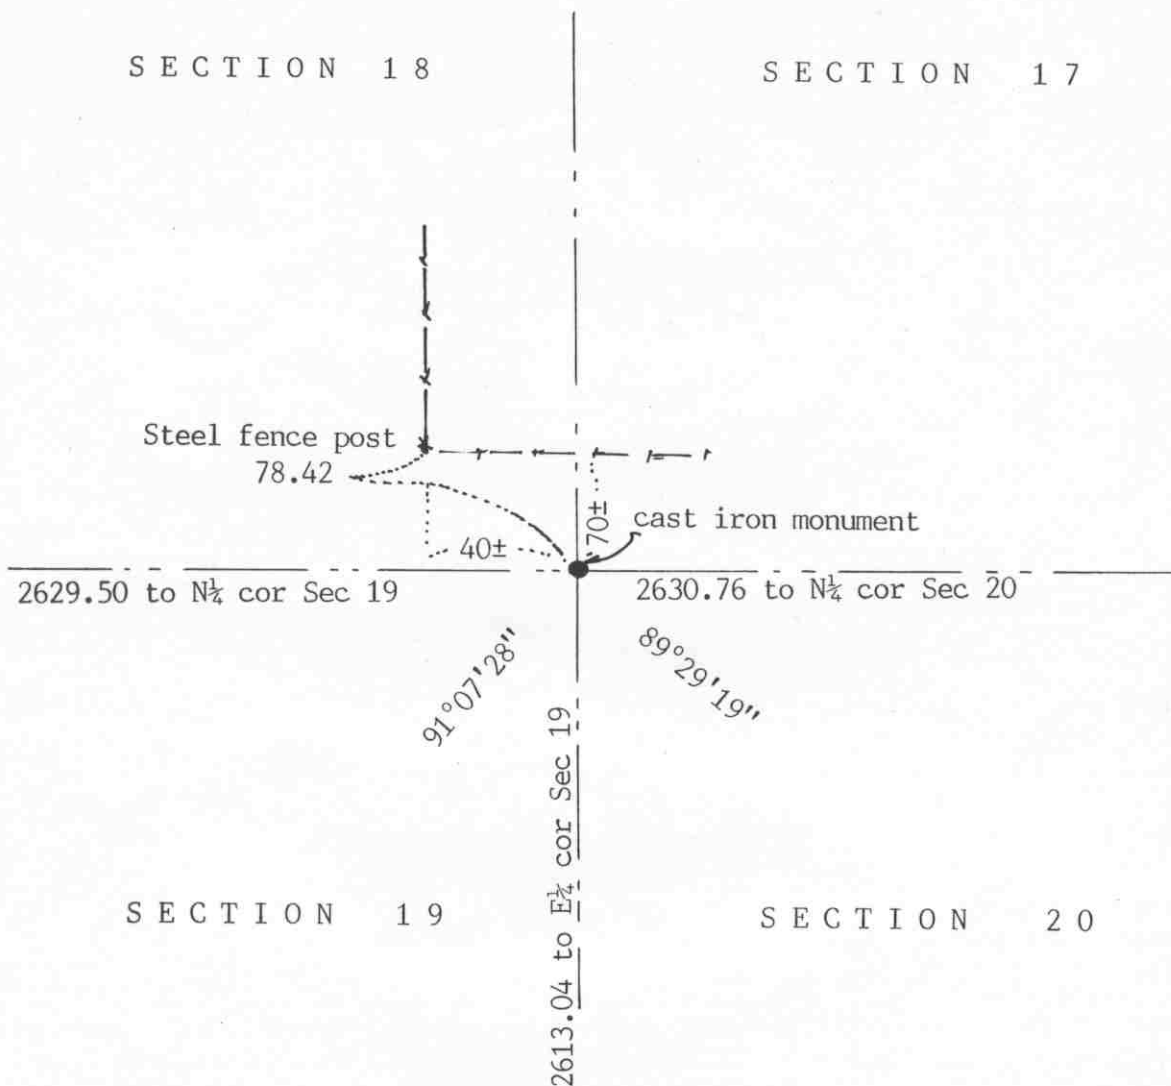 SECTION 18
SECTION 17
Steel fence post
78.42
70±
cast iron monument
40±
2629.50 to N¼ cor Sec 19
2630.76 to N¼ cor Sec 20
91°07'28"
89°29'19"
2613.04 to E¼ cor Sec 19
SECTION 19
SECTION 20